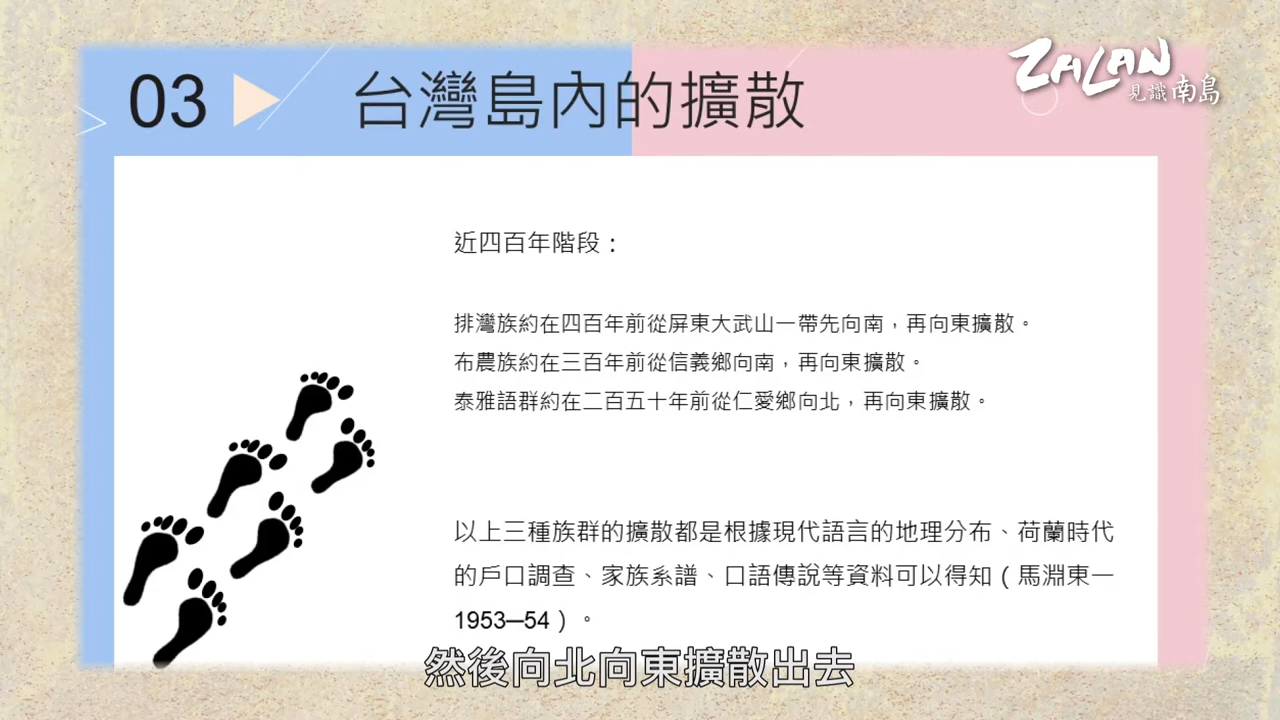 03
台灣島內的擴散
ZALAN
見識南島
近四百年階段：
排灣族約在四百年前從屏東大武山一帶先向南，再向東擴散。
布農族約在三百年前從信義鄉向南，再向東擴散。
泰雅語群約在二百五十年前從仁愛鄉向北，再向東擴散。
以上三種族群的擴散都是根據現代語言的地理分布、荷蘭時代
的戶口調查、家族系譜、口語傳說等資料可以得知（馬淵東一
1953—54）。
然後向北向東擴散出去